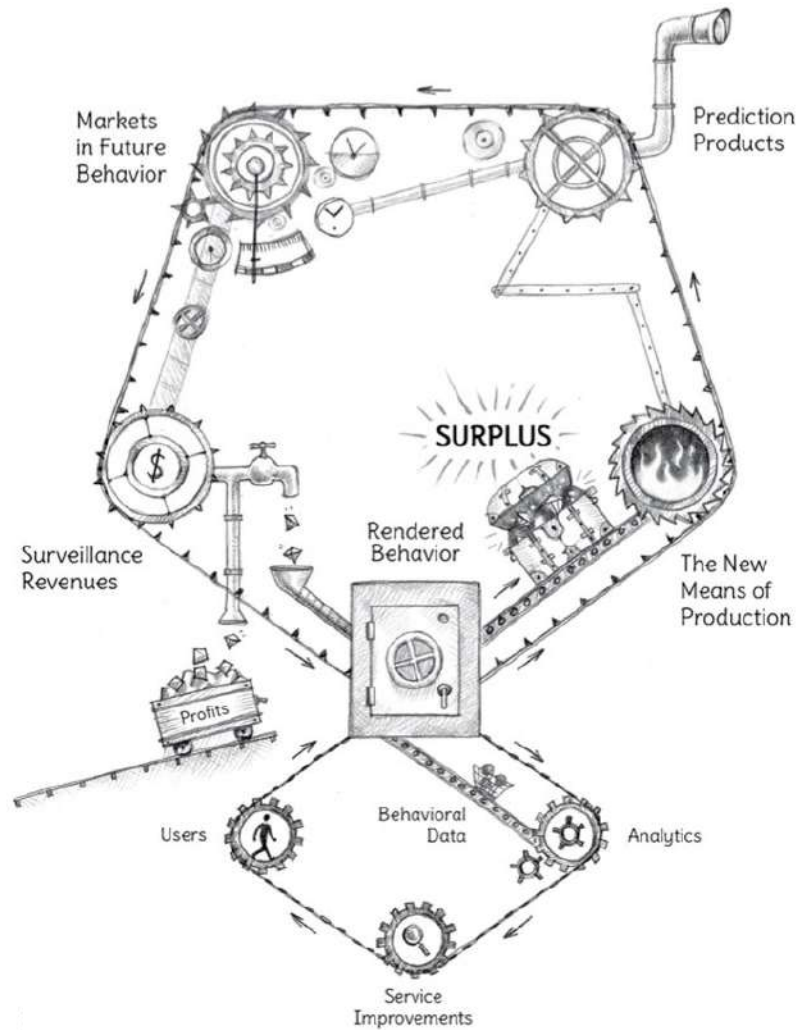 Markets
in Future
Behavior
Prediction
Products
SURPLUS
$
Surveillance
Revenues
Rendered
Behavior
The New
Means of
Production
Profits
Users
Behavioral
Data
Analytics
Service
Improvements